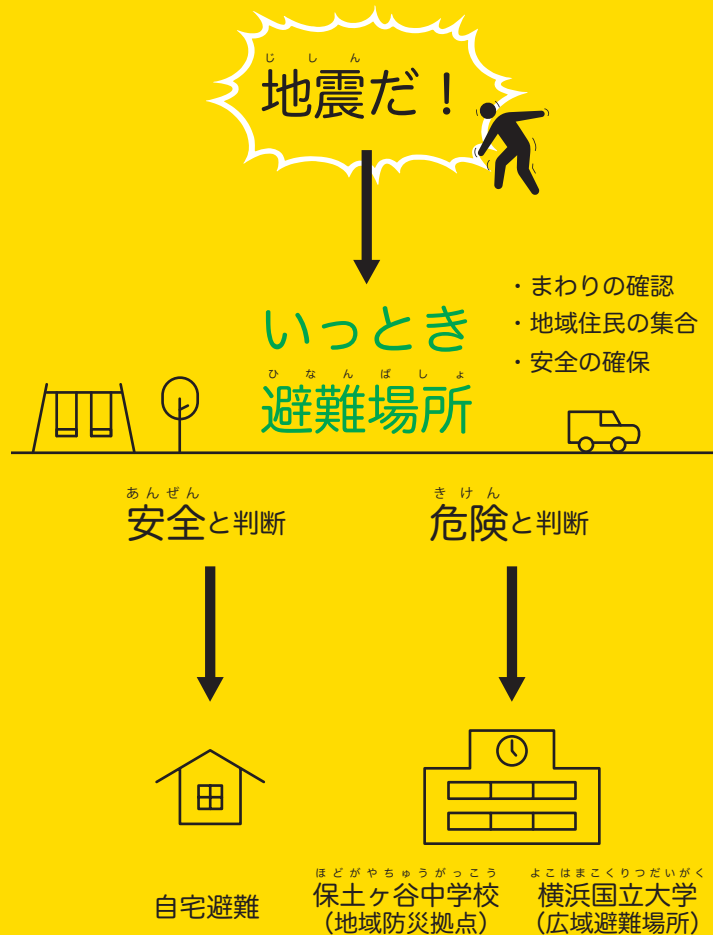 じしん
地震だ！
いっとき
ひなんばしょ
避難場所
・まわりの確認
・地域住民の集合
・安全の確保
あんぜん
安全と判断
きけん
危険と判断
自宅避難
ほどがやちゅうがっこう
保土ヶ谷中学校
（地域防災拠点）
よこはまこくりつだいがく
横浜国立大学
（広域避難場所）